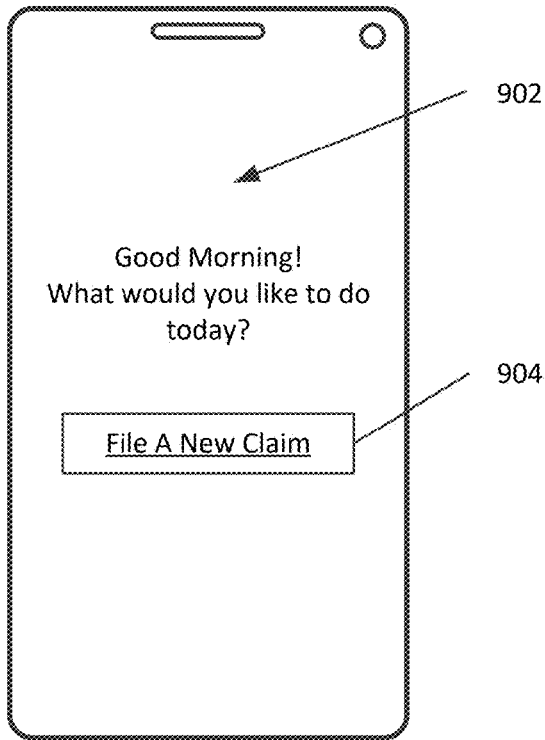 902
Good Morning!
What would you like to do
today?
904
File A New Claim